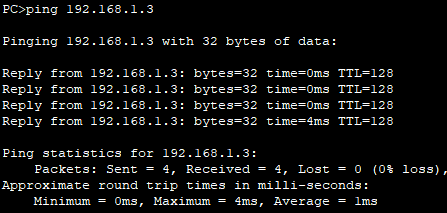 PC>ping 192.168.1.3
Pinging 192.168.1.3 with 32 bytes of data:
Reply from 192.168.1.3: bytes=32 time=0ms TTL=128
Reply from 192.168.1.3: bytes=32 time=0ms TTL=128
Reply from 192.168.1.3: bytes=32 time=0ms TTL=128
Reply from 192.168.1.3: bytes=32 time=4ms TTL=128
Ping statistics for 192.168.1.3:
Packets: Sent = 4, Received = 4, Lost = 0 (0% loss),
Approximate round trip times in milli-seconds:
Minimum = 0ms, Maximum = 4ms, Average = 1ms